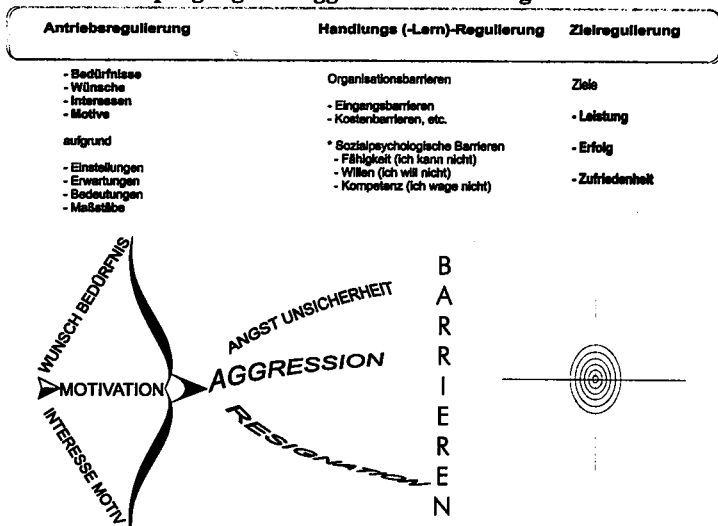 Antriebsregulierung Handlungs (-Lern)-Regulierung Zielregulierung
- Bedürfnisse
- Wünsche
- Interessen
- Motive
aufgrund
- Einstellungen
- Erwartungen
- Bedeutungen
- Maßstäbe
Organisationsbarrieren
- Eingangsbarrieren
- Kostenbarrieren, etc.
* Sozialpsychologische Barrieren
- Fähigkeit (ich kann nicht)
- Willen (ich will nicht)
- Kompetenz (ich wage nicht)
Ziele
- Leistung
- Erfolg
- Zufriedenheit
WUNSCH BEDÜRFNIS
MOTIVATION
INTERESSE MOTIV
ANGST UNSICHERHEIT
AGGRESSION
RESIGNATION
BARRIEREN